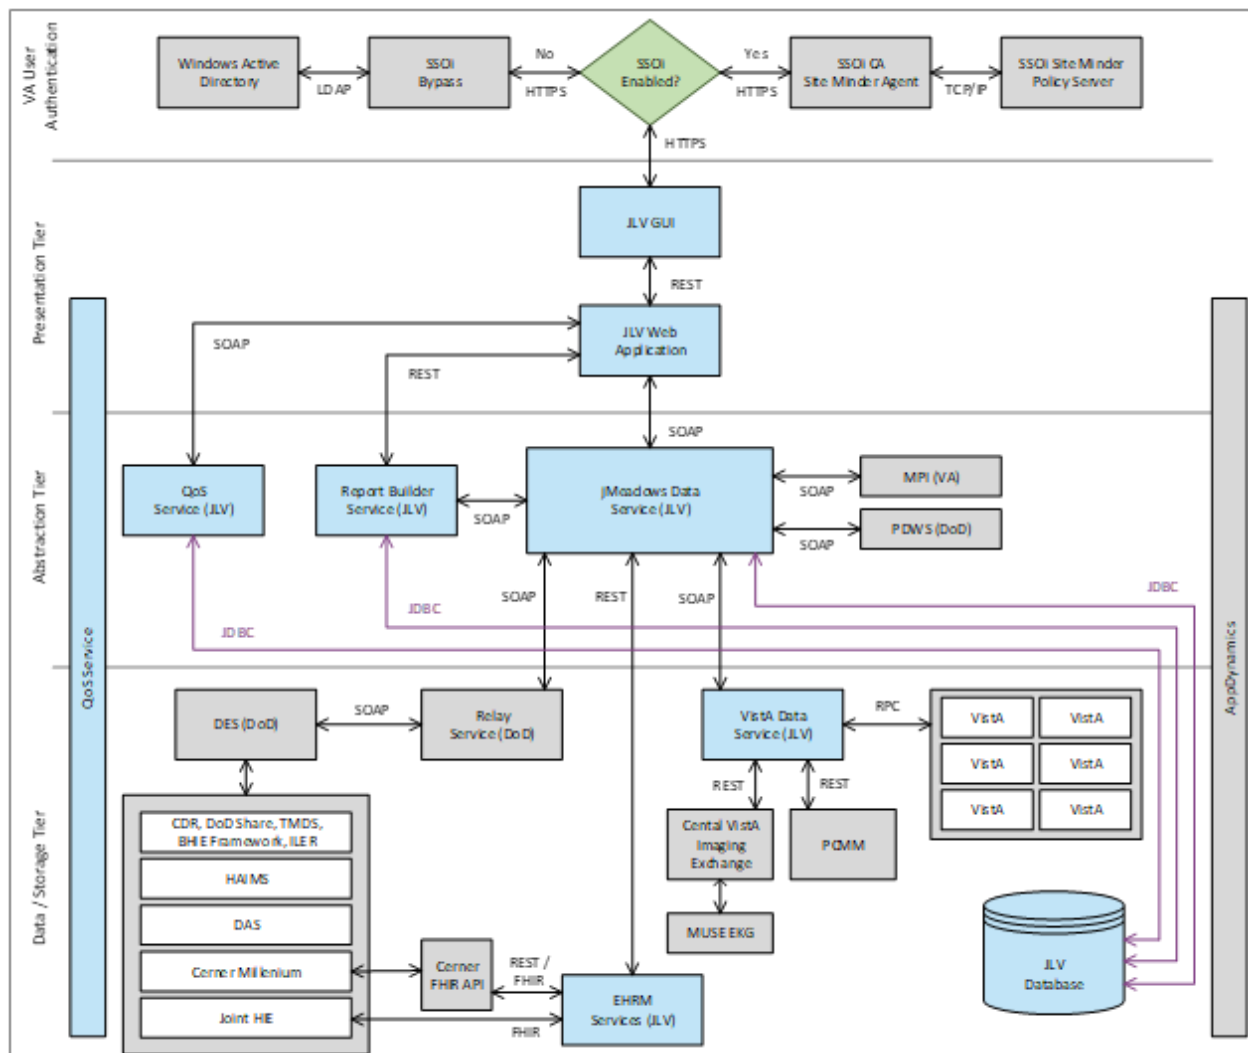 VA User
Authentication
Windows Active
Directory
LDAP
SSOi
Bypass
No
HTTPS
SSOi
Enabled?
Yes
HTTPS
SSOi CA
Site Minder Agent
TCP/IP
SSOi Site Minder
Policy Server
HTTPS
Presentation Tier
JLV GUI
REST
JLV Web
Application
SOAP
REST
SOAP
Abstraction Tier
QoS
Service (JLV)
Report Builder
Service (JLV)
SOAP
jMeadows Data
Service (JLV)
SOAP
MPI (VA)
SOAP
PDWS (DoD)
JDBC
JDBC
SOAP
REST
SOAP
JDBC
QoS Service
AppDynamics
Data / Storage Tier
DES (DoD)
SOAP
Relay
Service (DoD)
VistA Data
Service (JLV)
RPC
VistA
VistA
VistA
VistA
VistA
VistA
REST
REST
Cental VistA
Imaging
Exchange
PCMM
MUSE EKG
CDR, DoD Share, TMDS,
BHIE Framework, ILER
HAIMS
DAS
Cerner Millenium
Joint HIE
Cerner
FHIR API
REST /
FHIR
FHIR
EHRM
Services (JLV)
JLV
Database